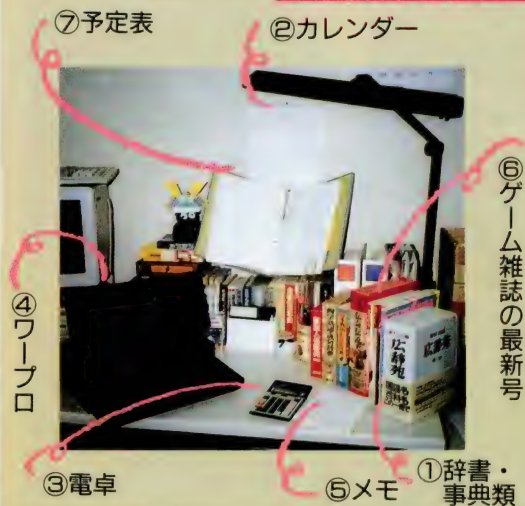 ⑦予定表
②カレンダー
⑥ゲーム雑誌の最新号
④ワープロ
広辞苑
広辞苑
③電卓
⑤メモ
①辞書・
事典類